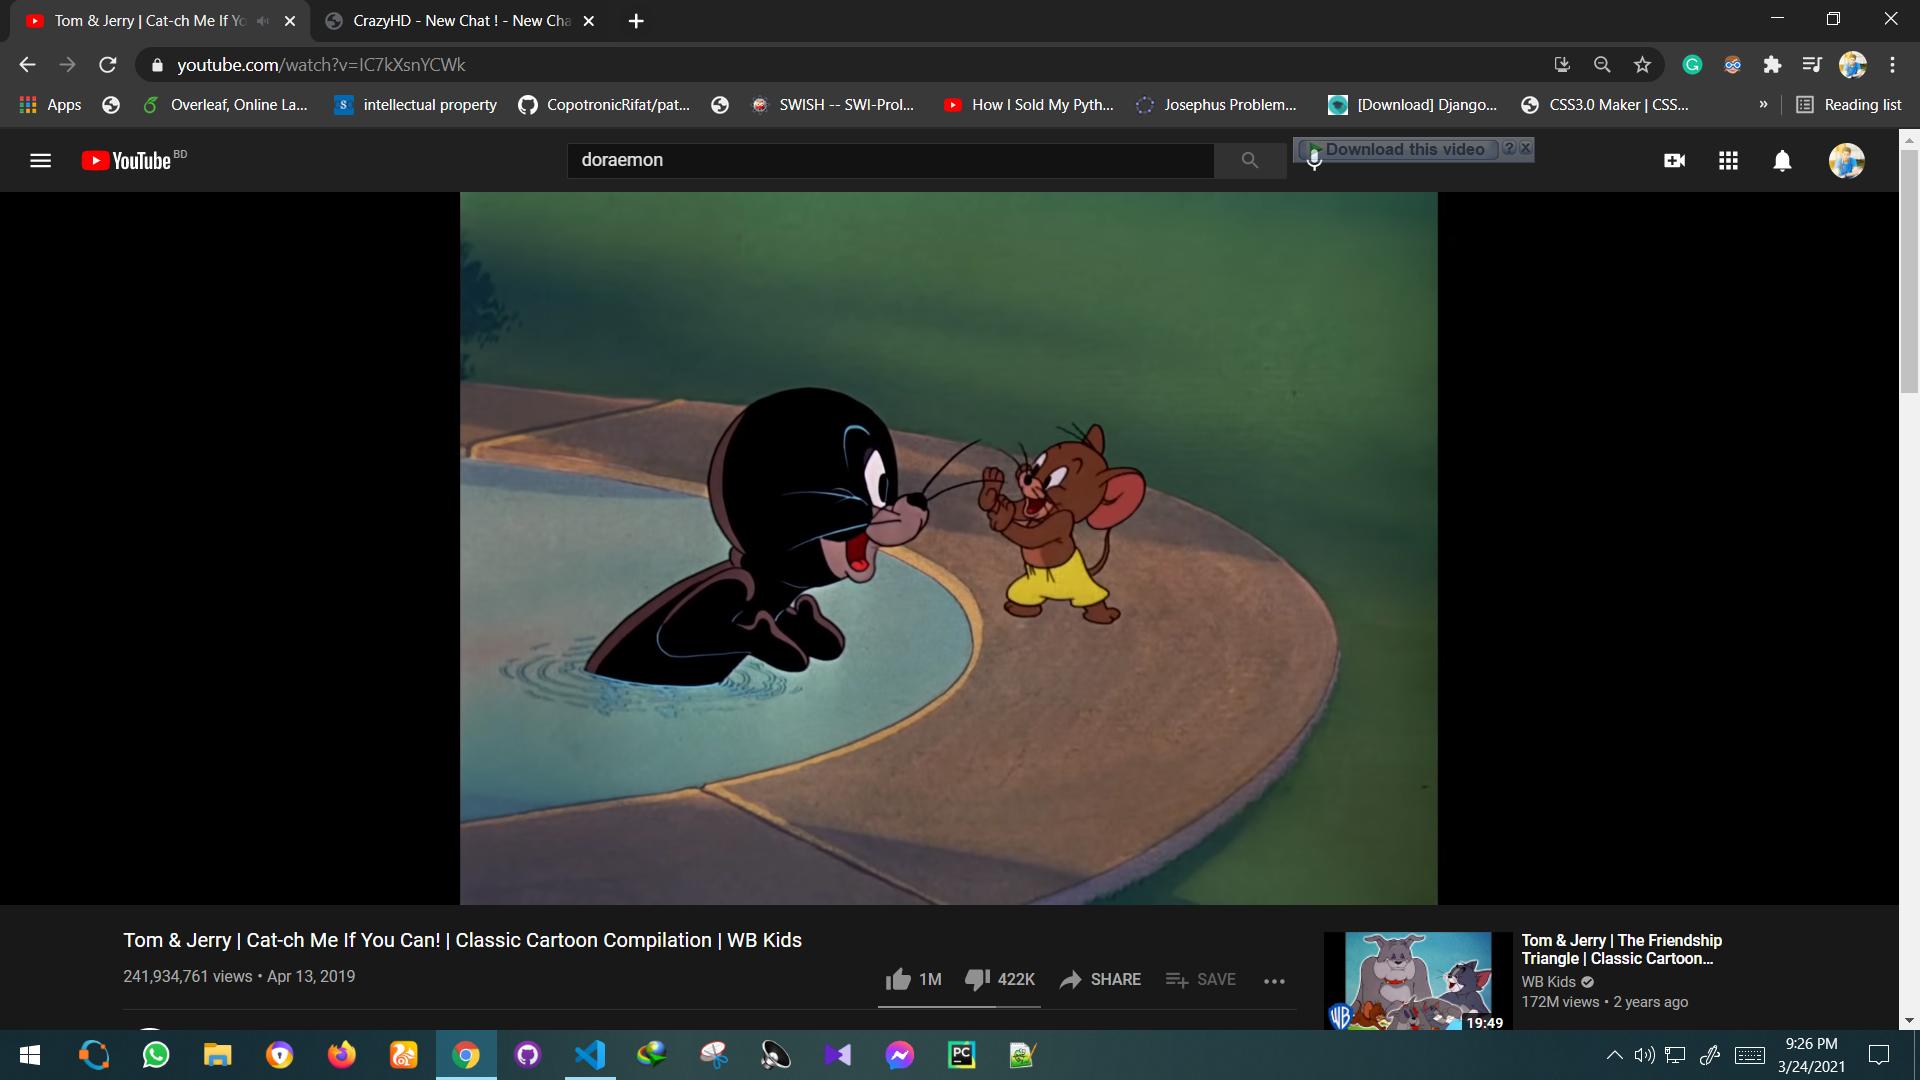 Tom & Jerry | Cat-ch Me If Yo
CrazyHD - New Chat ! - New Cha
youtube.com/watch?v=IC7kXsnYCWk
Apps
Overleaf, Online La...
intellectual property
CopotronicRifat/pat...
SWISH -- SWI-Prol...
How I Sold My Pyth...
Josephus Problem...
[Download] Django...
CSS3.0 Maker | CSS...
»
Reading list
YouTube BD
doraemon
Download this video
Tom & Jerry | Cat-ch Me If You Can! | Classic Cartoon Compilation | WB Kids
241,934,761 views • Apr 13, 2019
1M
422K
SHARE
SAVE
Tom & Jerry | The Friendship
Triangle | Classic Cartoon...
WB Kids
172M views • 2 years ago
WB
19:49
PC
9:26 PM
3/24/2021